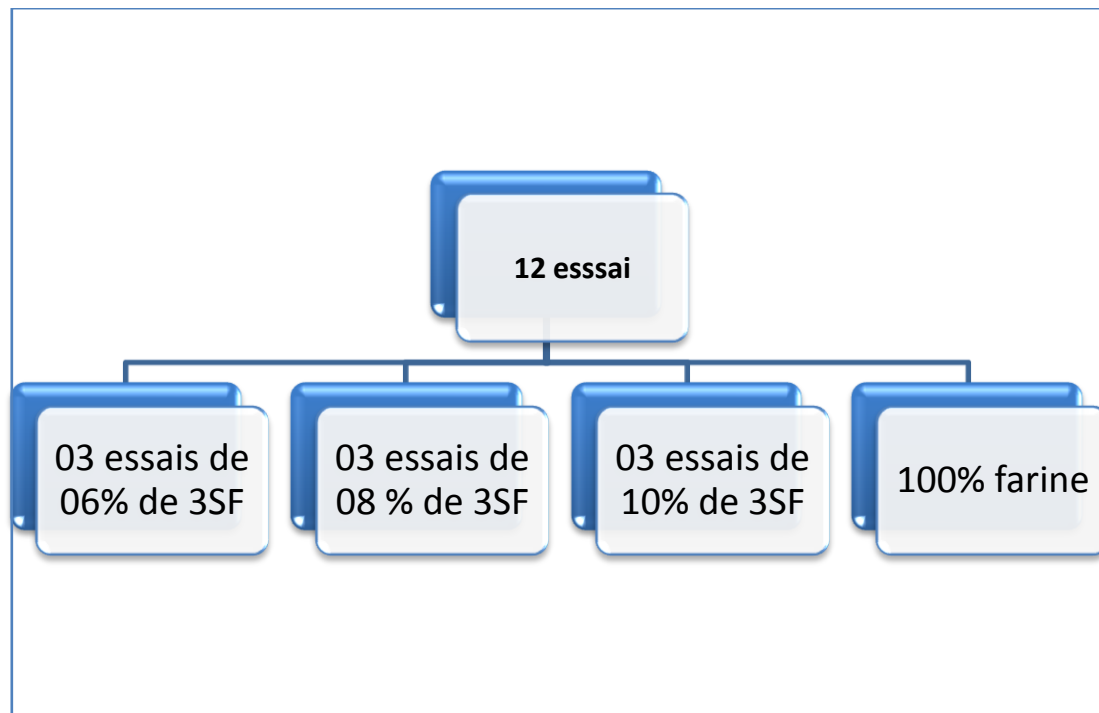 12 esssai
03 essais de
06% de 3SF
03 essais de
08 % de 3SF
03 essais de
10% de 3SF
100% farine